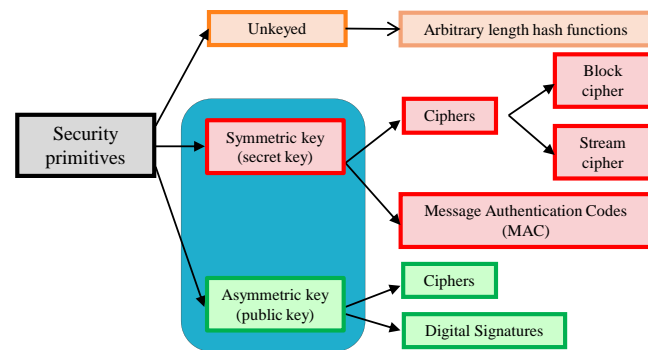 Unkeyed
Arbitrary length hash functions
Security
primitives
Symmetric key
(secret key)
Ciphers
Block
cipher
Stream
cipher
Message Authentication Codes
(MAC)
Asymmetric key
(public key)
Ciphers
Digital Signatures